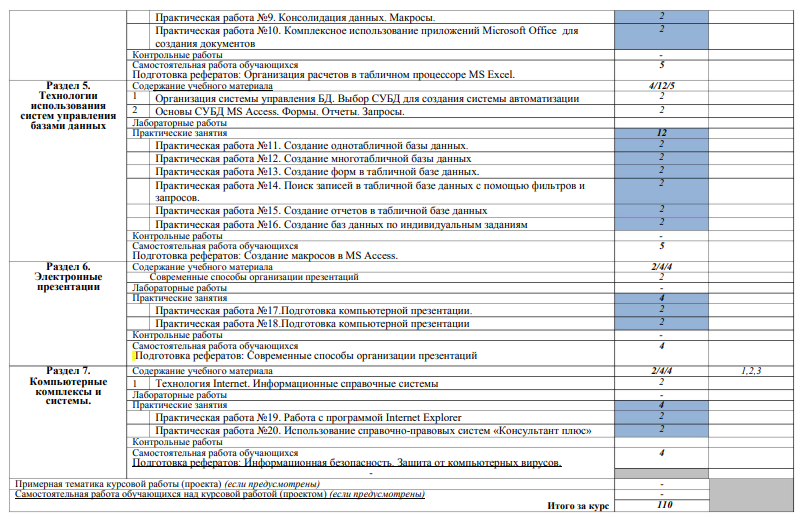 Практическая работа №9. Консолидация данных. Макросы. 2
Практическая работа №10. Комплексное использование приложений Microsoft Office для 2
создания документов
Контрольные работы -
Самостоятельная работа обучающихся 5
Подготовка рефератов: Организация расчетов в табличном процессоре MS Excel.
Раздел 5. Содержание учебного материала 4/12/5
Технологии 1 Организация системы управления БД. Выбор СУБД для создания системы автоматизации 2
использования 2 Основы СУБД MS Access. Формы. Отчеты. Запросы. 2
систем управления Лабораторные работы
базами данных Практические занятия 12
Практическая работа №11. Создание однотабличной базы данных. 2
Практическая работа №12. Создание многотабличной базы данных 2
Практическая работа №13. Создание форм в табличной базе данных. 2
Практическая работа №14. Поиск записей в табличной базе данных с помощью фильтров и 2
запросов.
Практическая работа №15. Создание отчетов в табличной базе данных 2
Практическая работа №16. Создание баз данных по индивидуальным заданиям 2
Контрольные работы -
Самостоятельная работа обучающихся 5
Подготовка рефератов: Создание макросов в MS Access.
Раздел 6. Содержание учебного материала 2/4/4
Электронные Современные способы организации презентаций 2
презентации Лабораторные работы -
Практические занятия 4
Практическая работа №17.Подготовка компьютерной презентации. 2
Практическая работа №18.Подготовка компьютерной презентации 2
Контрольные работы -
Самостоятельная работа обучающихся 4
Подготовка рефератов: Современные способы организации презентаций
Раздел 7. Содержание учебного материала 2/4/4 1,2,3
Компьютерные 1 Технология Internet. Информационные справочные системы 2
комплексы и Лабораторные работы -
системы. Практические занятия 4
Практическая работа №19. Работа с программой Internet Explorer 2
Практическая работа №20. Использование справочно-правовых систем «Консультант плюс» 2
Контрольные работы -
Самостоятельная работа обучающихся 4
Подготовка рефератов: Информационная безопасность. Защита от компьютерных вирусов.
-
Примерная тематика курсовой работы (проекта) (если предусмотрены) -
Самостоятельная работа обучающихся над курсовой работой (проектом) (если предусмотрены) -
Итого за курс 110